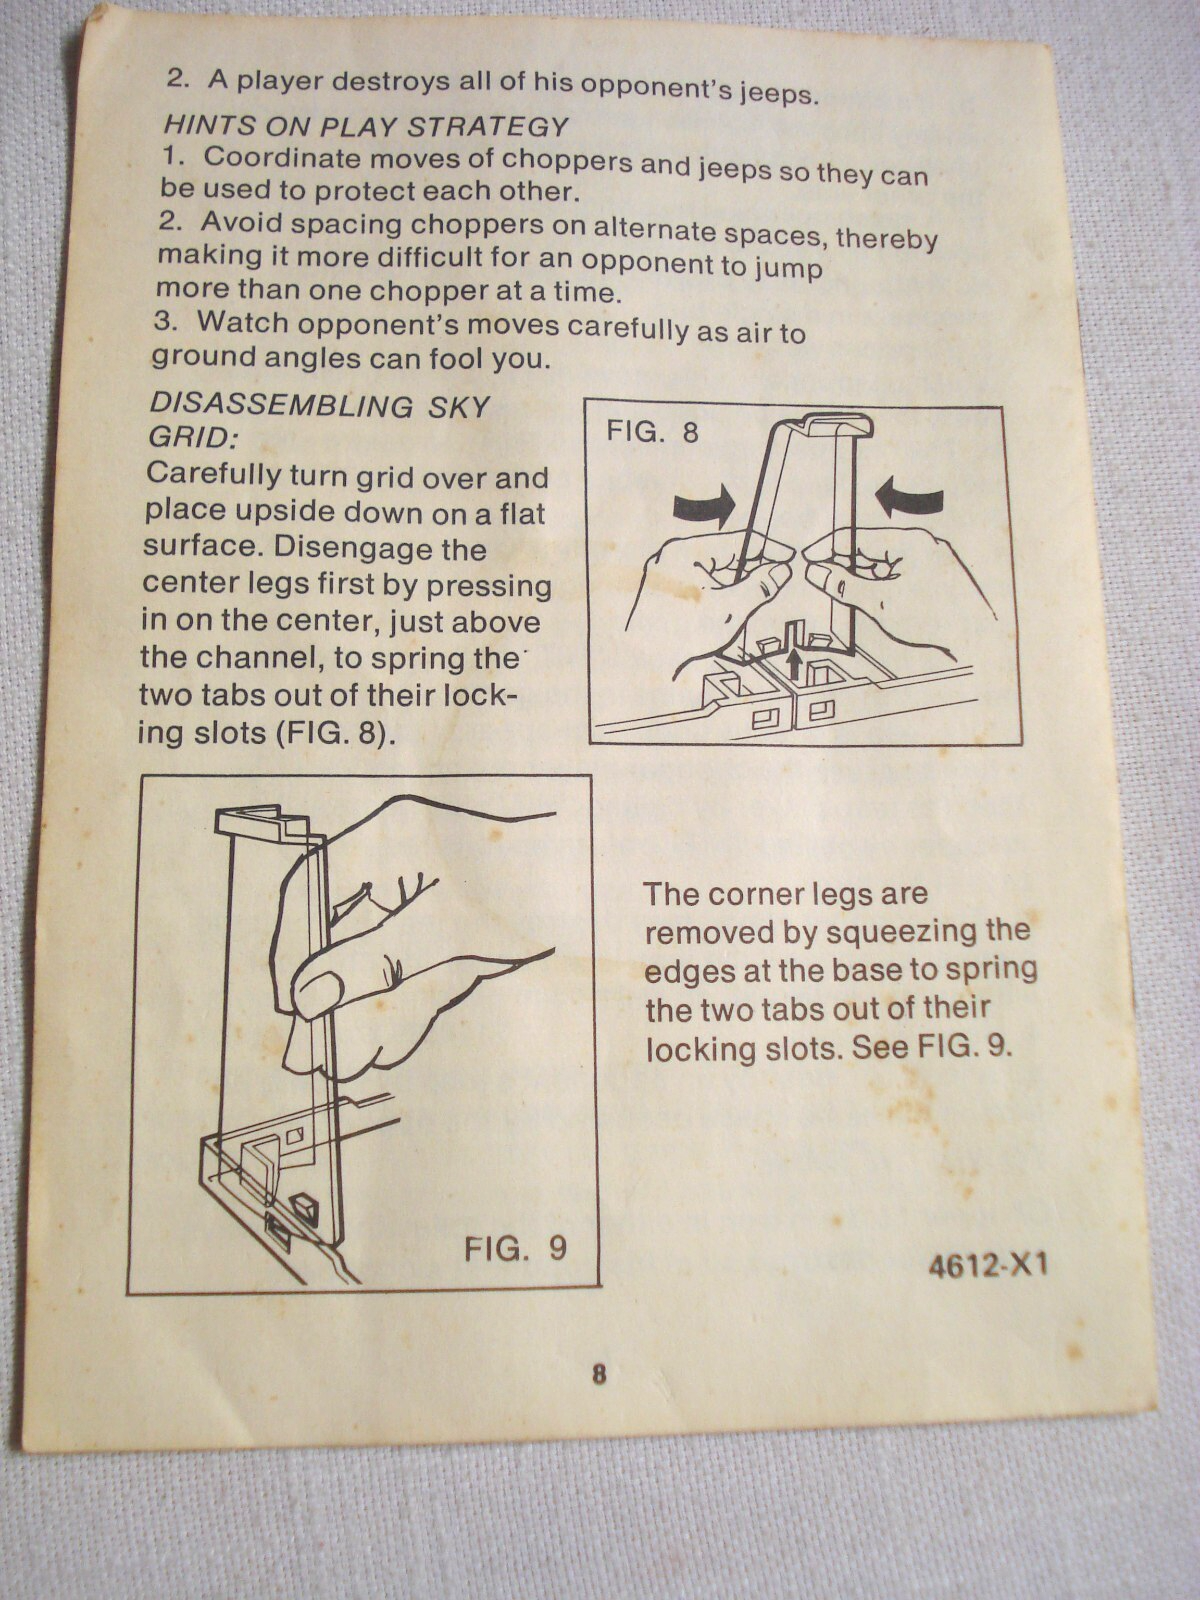 2. A player destroys all of his opponent's jeeps.
HINTS ON PLAY STRATEGY
1. Coordinate moves of choppers and jeeps so they can
be used to protect each other.
2. Avoid spacing choppers on alternate spaces, thereby
making it more difficult for an opponent to jump
more than one chopper at a time.
3. Watch opponent's moves carefully as air to
ground angles can fool you.
DISASSEMBLING SKY
GRID:
Carefully turn grid over and
place upside down on a flat
surface. Disengage the
center legs first by pressing
in on the center, just above
the channel, to spring the
two tabs out of their lock-
ing slots (FIG. 8).
FIG. 8
FIG. 9
The corner legs are
removed by squeezing the
edges at the base to spring
the two tabs out of their
locking slots. See FIG. 9.
4612-X1
8